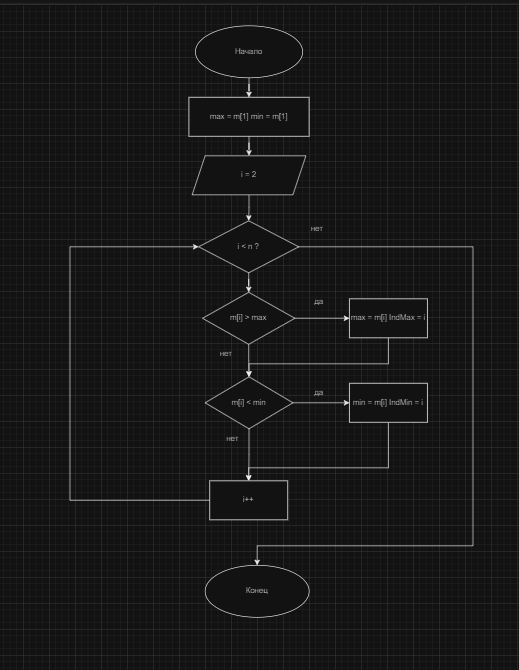 Начало
max = m[1] min = m[1]
i = 2
нет
i < n ?
да
m[i] > max
max = m[i] IndMax = i
нет
да
m[i] < min
min = m[i] IndMin = i
нет
i++
Конец